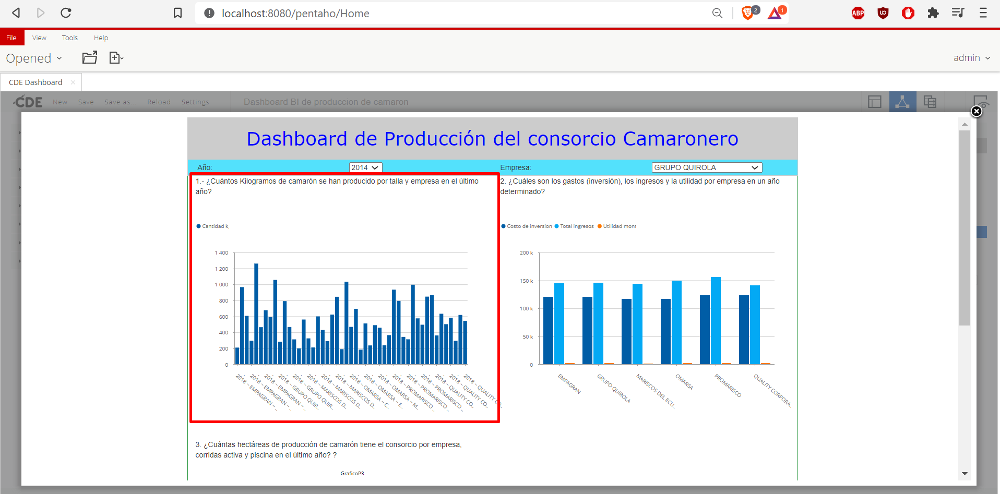 localhost:8080/pentaho/Home
2
1
ABP
uo
File View Tools Help
Opened
admin
CDE Dashboard
CDE New Save Save as... Reload Settings Dashboard BI de produccion de camaron
Dashboard de Producción del consorcio Camaronero
Año: 2014 Empresa: GRUPO QUIROLA
1.- ¿Cuántos Kilogramos de camarón se han producido por talla y empresa en el último
año?
Cantidad k
1 400
1 200
1 000
800
600
400
200
0
2018 ~ EMPAGRAN ~ ..
2018 ~ EMPAGRAN ~ ..
2018 ~ EMPAGRAN ~ ..
2018 ~ GRUPO QUIR..
2018 ~ GRUPO QUIR..
2018 ~ MARISCOS D..
2018 ~ MARISCOS D..
2018 ~ MARISCOS D..
2018 ~ OMARSA ~ C..
2018 ~ OMARSA ~ E..
2018 ~ OMARSA ~ M..
2018 ~ PROMARISCO ..
2018 ~ PROMARISCO ..
2018 ~ PROMARISCO ..
2018 ~ QUALITY CO..
2018 ~ QUALITY CO..
2018 ~ QUALITY CO..
2. ¿Cuáles son los gastos (inversión), los ingresos y la utilidad por empresa en un año
determinado?
Costo de inversion Total ingresos Utilidad mont
200 k
150 k
100 k
50 k
0
EMPAGRAN
GRUPO QUIROLA
MARISCOS DEL ECU..
OMARSA
PROMARISCO
QUALITY CORPORA..
3. ¿Cuántas hectáreas de producción de camarón tiene el consorcio por empresa,
corridas activa y piscina en el último año? ?
GraficoP3